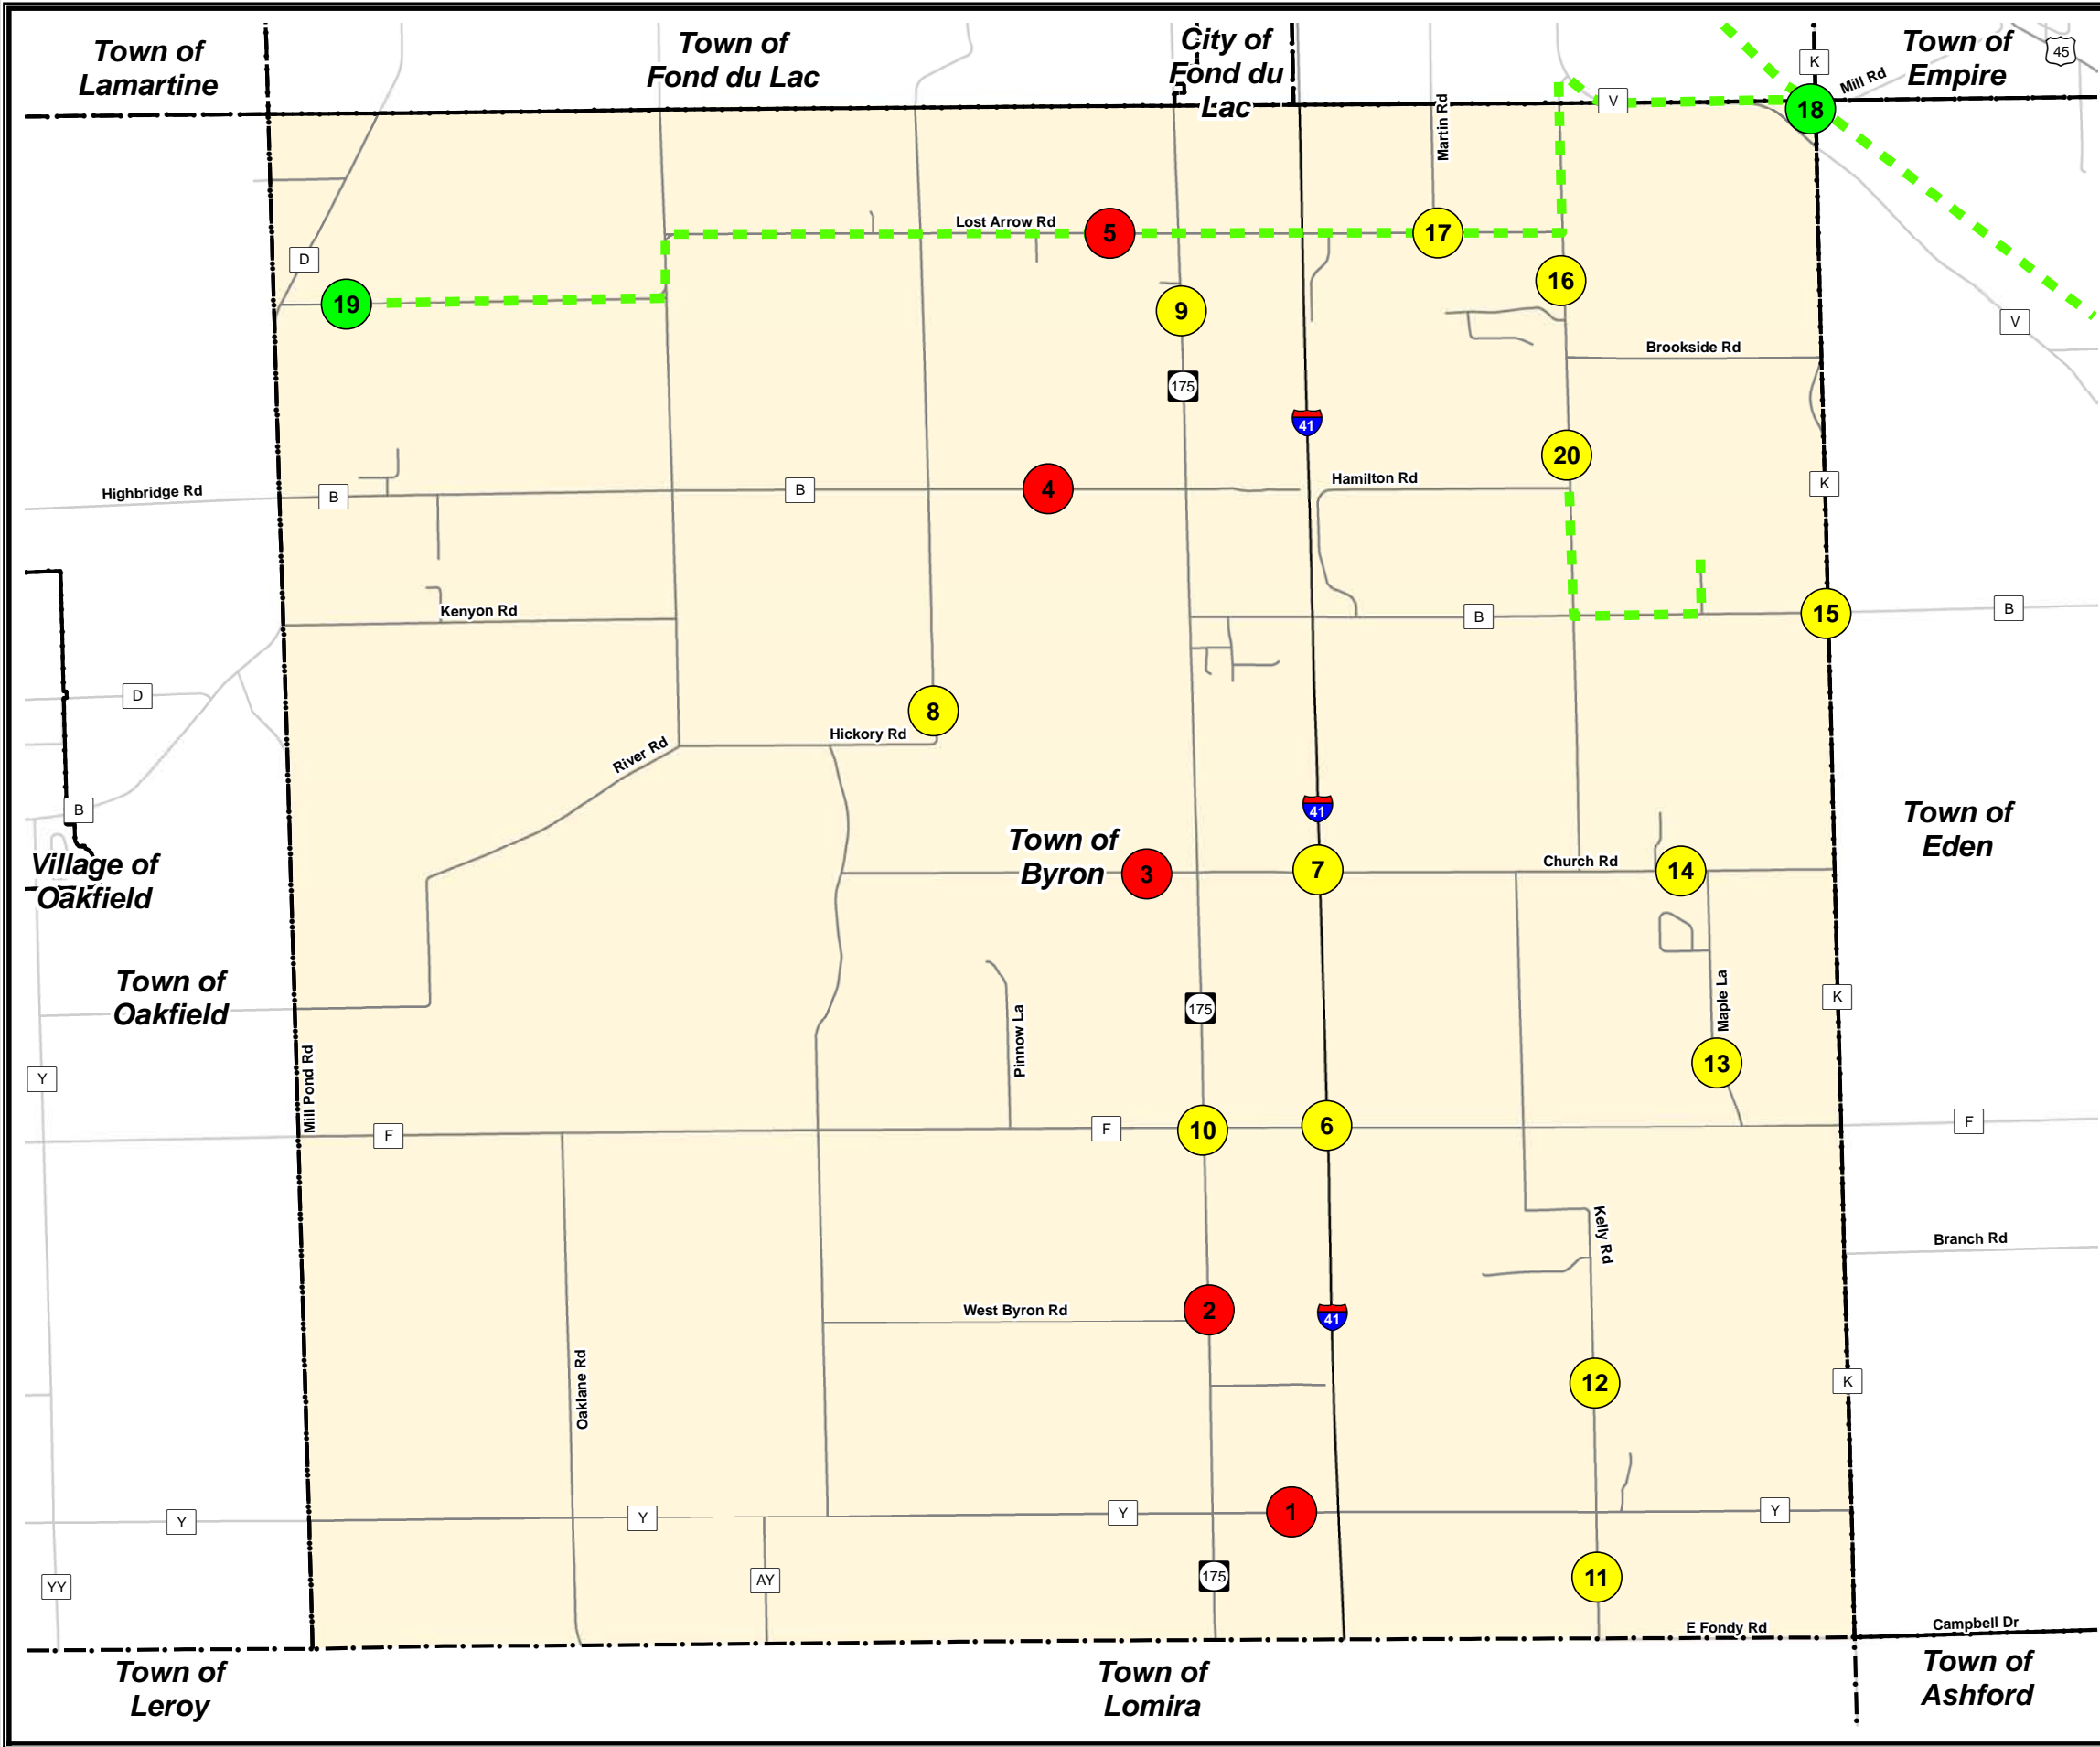 Town of
Lamartine
Town of
Fond du Lac
City of
Fond du
Lac
Town of
Empire
45
K
Mill Rd
V
18
Martin Rd
Lost Arrow Rd
5
17
D
19
16
9
V
Brookside Rd
175
41
20
Highbridge Rd
B
B
4
Hamilton Rd
K
Kenyon Rd
B
15
B
D
8
Hickory Rd
River Rd
B
41
Town of
Byron
3
7
Church Rd
14
Town of
Eden
Village of
Oakfield
Town of
Oakfield
175
K
Maple La
Pinnow La
Mill Pond Rd
Y
13
F
F
10
6
F
Kelly Rd
Branch Rd
West Byron Rd
2
41
Oaklane Rd
12
K
Y
Y
Y
1
Y
YY
AY
175
11
E Fondy Rd
Campbell Dr
Town of
Leroy
Town of
Lomira
Town of
Ashford